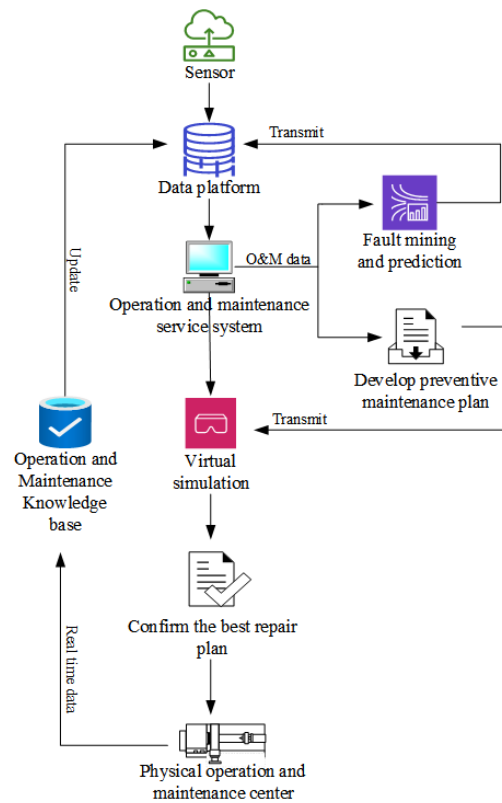 Sensor
Transmit
Data platform
Fault mining
and prediction
O&M data
Operation and maintenance
service system
Update
Develop preventive
maintenance plan
Transmit
Virtual
simulation
Operation and
Maintenance
Knowledge
base
Confirm the best repair
plan
Real time data
Physical operation and
maintenance center